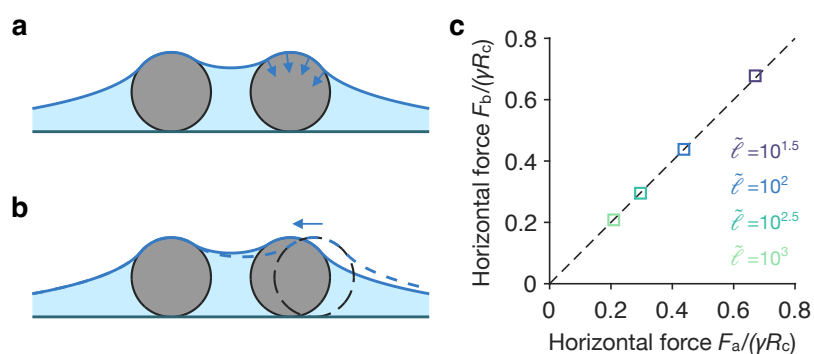 a
b
c
Horizontal force F_b/(γR_c)
0.8
0.6
0.4
0.2
0
0
0.2
0.4
0.6
0.8
ℓ̃ =10^1.5
ℓ̃ =10^2
ℓ̃ =10^2.5
ℓ̃ =10^3
Horizontal force F_a/(γR_c)